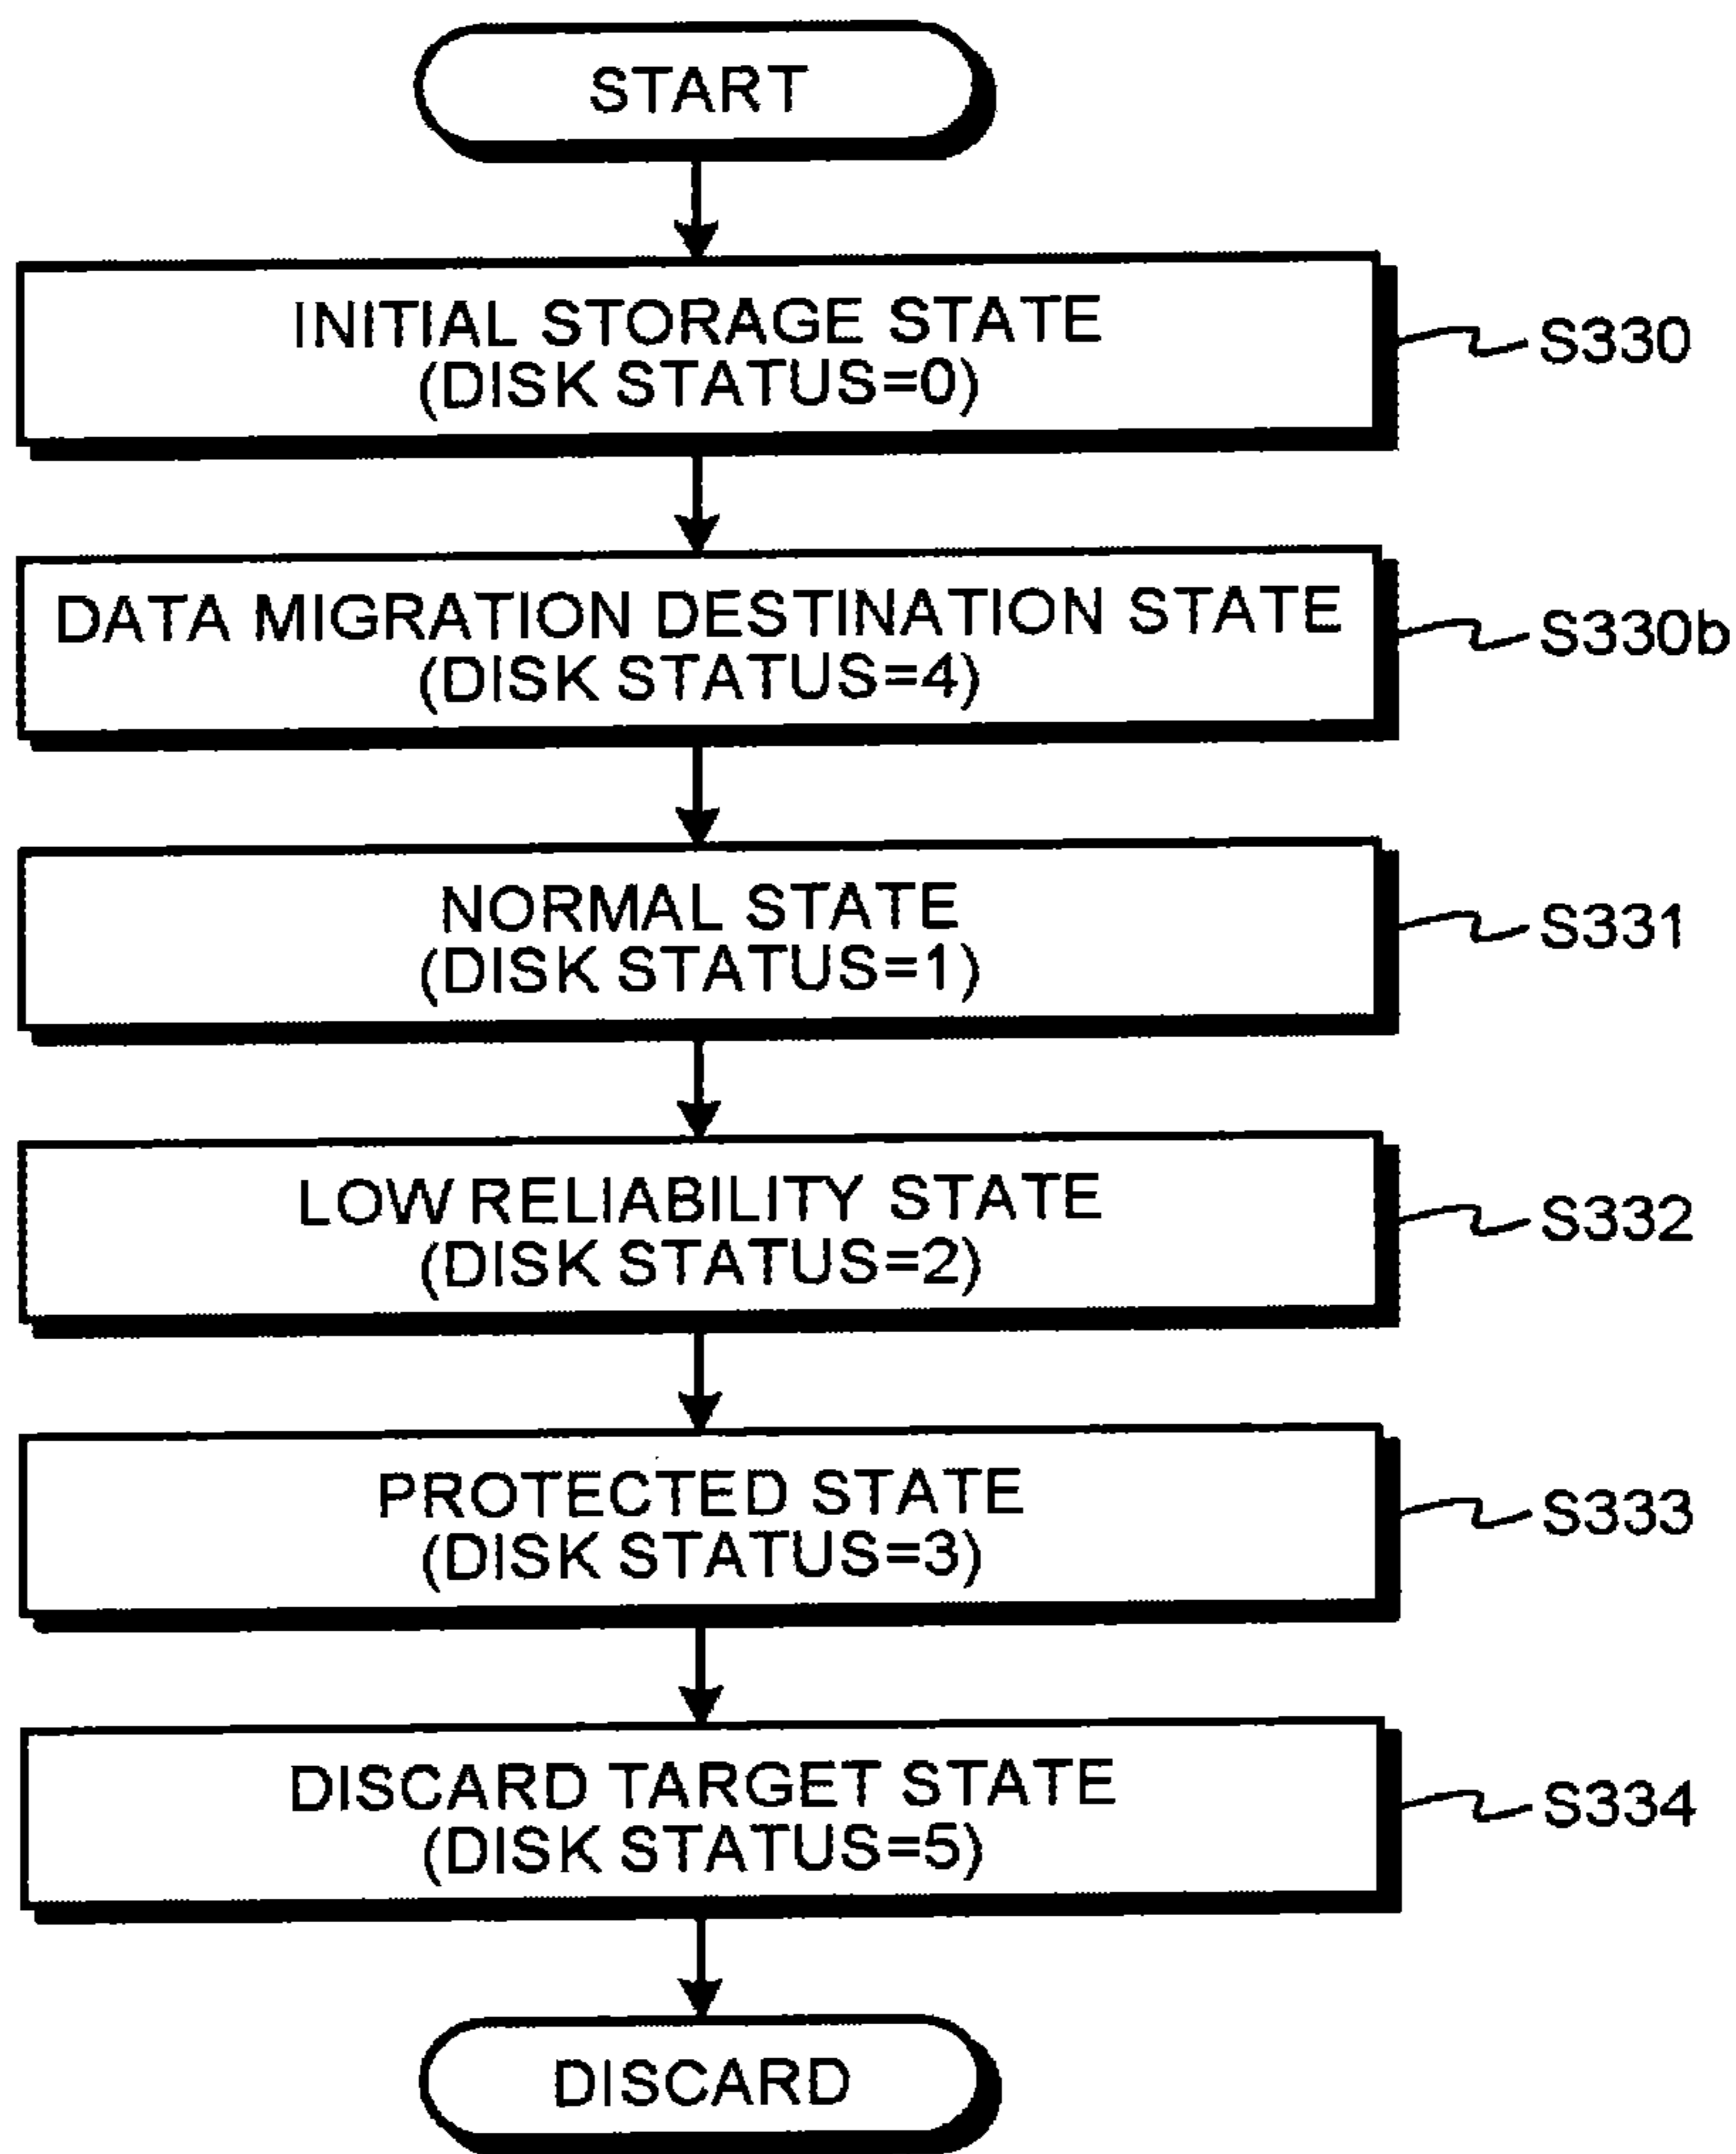 START
INITIAL STORAGE STATE
(DISK STATUS=0)
S330
DATA MIGRATION DESTINATION STATE
(DISK STATUS=4)
S330b
NORMAL STATE
(DISK STATUS=1)
S331
LOW RELIABILITY STATE
(DISK STATUS=2)
S332
PROTECTED STATE
(DISK STATUS=3)
S333
DISCARD TARGET STATE
(DISK STATUS=5)
S334
DISCARD